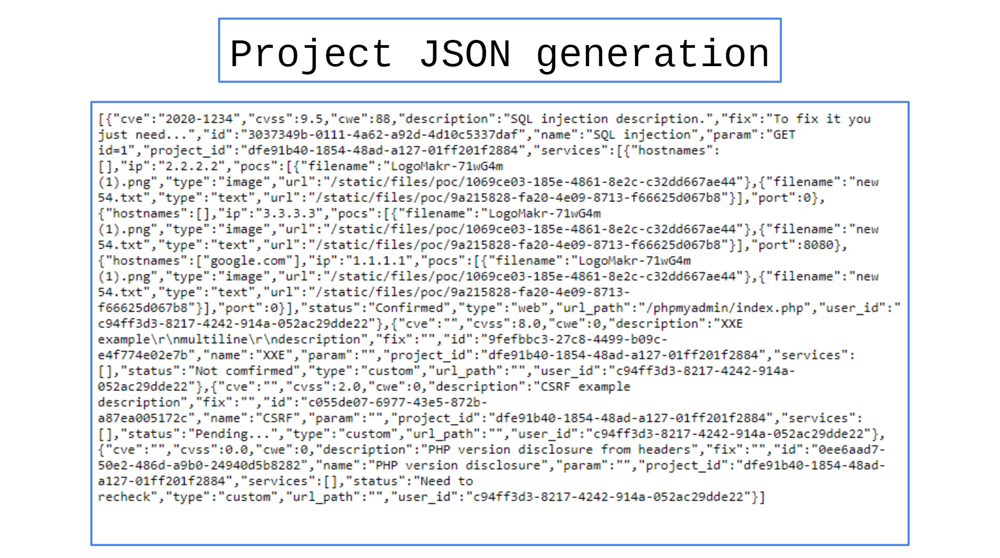 Project JSON generation
[{"cve":"2020-1234","cvss":9.5,"cwe":88,"description":"SQL injection description.","fix":"To fix it you
just need...","id":"3037349b-0111-4a62-a92d-4d10c5337daf","name":"SQL injection","param":"GET
id=1","project_id":"dfe91b40-1854-48ad-a127-01ff201f2884","services":[{"hostnames":
[],"ip":"2.2.2.2","pocs":[{"filename":"LogoMakr-71wG4m
(1).png","type":"image","url":"/static/files/poc/1069ce03-185e-4861-8e2c-c32dd667ae44"},{"filename":"new
54.txt","type":"text","url":"/static/files/poc/9a215828-fa20-4e09-8713-f66625d067b8"}],"port":0},
{"hostnames":[],"ip":"3.3.3.3","pocs":[{"filename":"LogoMakr-71wG4m
(1).png","type":"image","url":"/static/files/poc/1069ce03-185e-4861-8e2c-c32dd667ae44"},{"filename":"new
54.txt","type":"text","url":"/static/files/poc/9a215828-fa20-4e09-8713-f66625d067b8"}],"port":8080},
{"hostnames":["google.com"],"ip":"1.1.1.1","pocs":[{"filename":"LogoMakr-71wG4m
(1).png","type":"image","url":"/static/files/poc/1069ce03-185e-4861-8e2c-c32dd667ae44"},{"filename":"new
54.txt","type":"text","url":"/static/files/poc/9a215828-fa20-4e09-8713-
f66625d067b8"}],"port":0}],"status":"Confirmed","type":"web","url_path":"/phpmyadmin/index.php","user_id":"
c94ff3d3-8217-4242-914a-052ac29dde22"},{"cve":"","cvss":8.0,"cwe":0,"description":"XXE
example\r\nmultiline\r\ndescription","fix":"","id":"9fefbbc3-27c8-4499-b09c-
e4f774e02e7b","name":"XXE","param":"","project_id":"dfe91b40-1854-48ad-a127-01ff201f2884","services":
[],"status":"Not comfirmed","type":"custom","url_path":"","user_id":"c94ff3d3-8217-4242-914a-
052ac29dde22"},{"cve":"","cvss":2.0,"cwe":0,"description":"CSRF example
description","fix":"","id":"c055de07-6977-43e5-872b-
a87ea005172c","name":"CSRF","param":"","project_id":"dfe91b40-1854-48ad-a127-01ff201f2884","services":
[],"status":"Pending...","type":"custom","url_path":"","user_id":"c94ff3d3-8217-4242-914a-052ac29dde22"},
{"cve":"","cvss":0.0,"cwe":0,"description":"PHP version disclosure from headers","fix":"","id":"0ee6aad7-
50e2-486d-a9b0-24940d5b8282","name":"PHP version disclosure","param":"","project_id":"dfe91b40-1854-48ad-
a127-01ff201f2884","services":[],"status":"Need to
recheck","type":"custom","url_path":"","user_id":"c94ff3d3-8217-4242-914a-052ac29dde22"}]